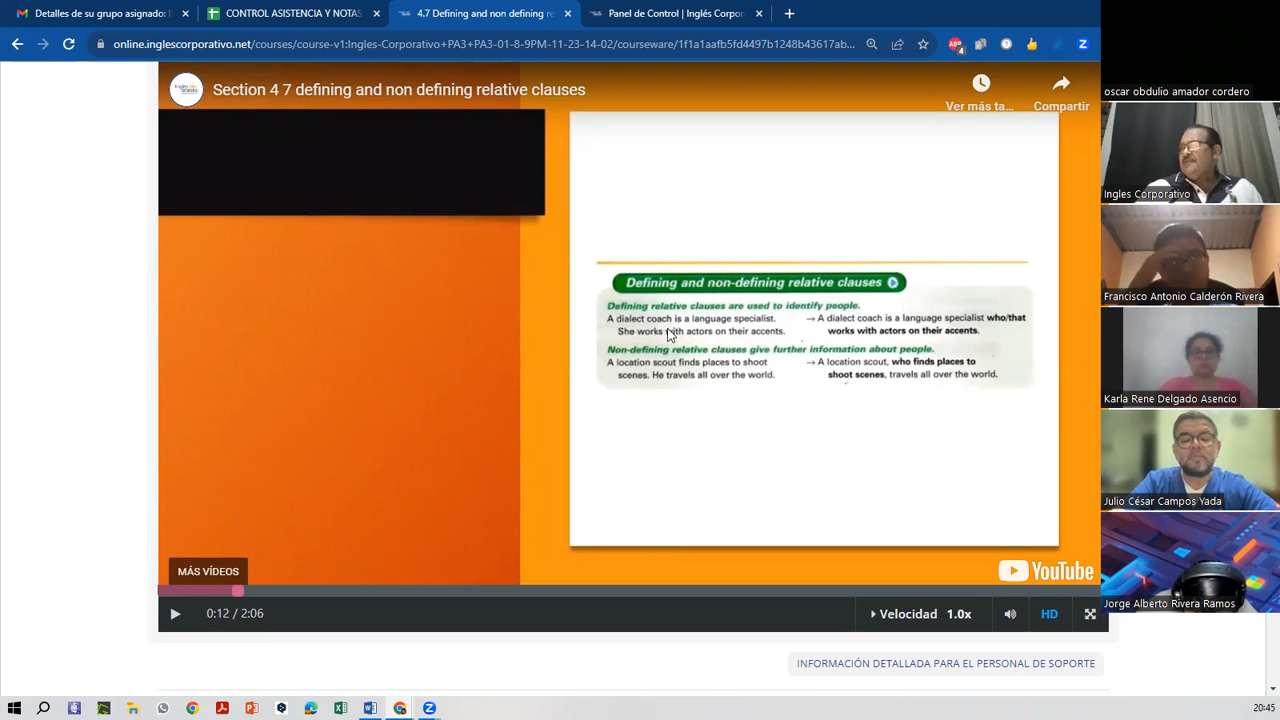 Detalles de su grupo asignado: I
CONTROL ASISTENCIA Y NOTAS
4.7 Defining and non defining re
Panel de Control | Inglés Corpor
online.inglescorporativo.net/courses/course-v1:Ingles-Corporativo+PA3+PA3-01-8-9PM-11-23-14-02/courseware/1f1a1aafb5fd4497b1248b43617ab...
ABP
4
Z
Section 4 7 defining and non defining relative clauses
Ver más ta...
Compartir
Defining and non-defining relative clauses
Defining relative clauses are used to identify people.
A dialect coach is a language specialist.
She works with actors on their accents.
→ A dialect coach is a language specialist who/that
works with actors on their accents.
Non-defining relative clauses give further information about people.
A location scout finds places to shoot
scenes. He travels all over the world.
→ A location scout, who finds places to
shoot scenes, travels all over the world.
MÁS VÍDEOS
YouTube
0:12 / 2:06
Velocidad 1.0x
HD
INFORMACIÓN DETALLADA PARA EL PERSONAL DE SOPORTE
oscar obdulio amador cordero
Ingles Corporativo
Francisco Antonio Calderón Rivera
Karla Rene Delgado Asencio
Julio César Campos Yada
Jorge Alberto Rivera Ramos
20:45